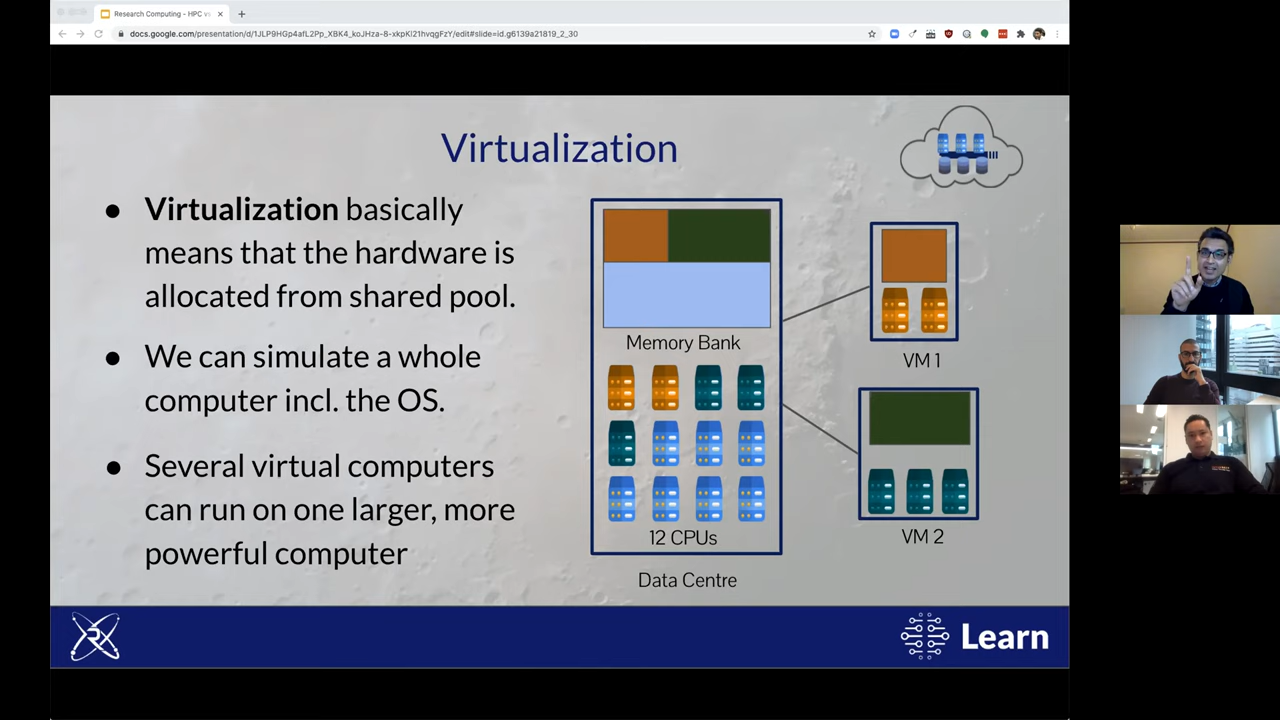 Research Computing - HPC vs
docs.google.com/presentation/d/1JLP9HGp4afL2Pp_XBK4_koJHza-8-xkpKl21hvqgFzY/edit#slide=id.g6139a21819_2_30
Virtualization
● Virtualization basically
means that the hardware is
allocated from shared pool.
● We can simulate a whole
computer incl. the OS.
● Several virtual computers
can run on one larger, more
powerful computer
Memory Bank
12 CPUs
Data Centre
VM 1
VM 2
Learn